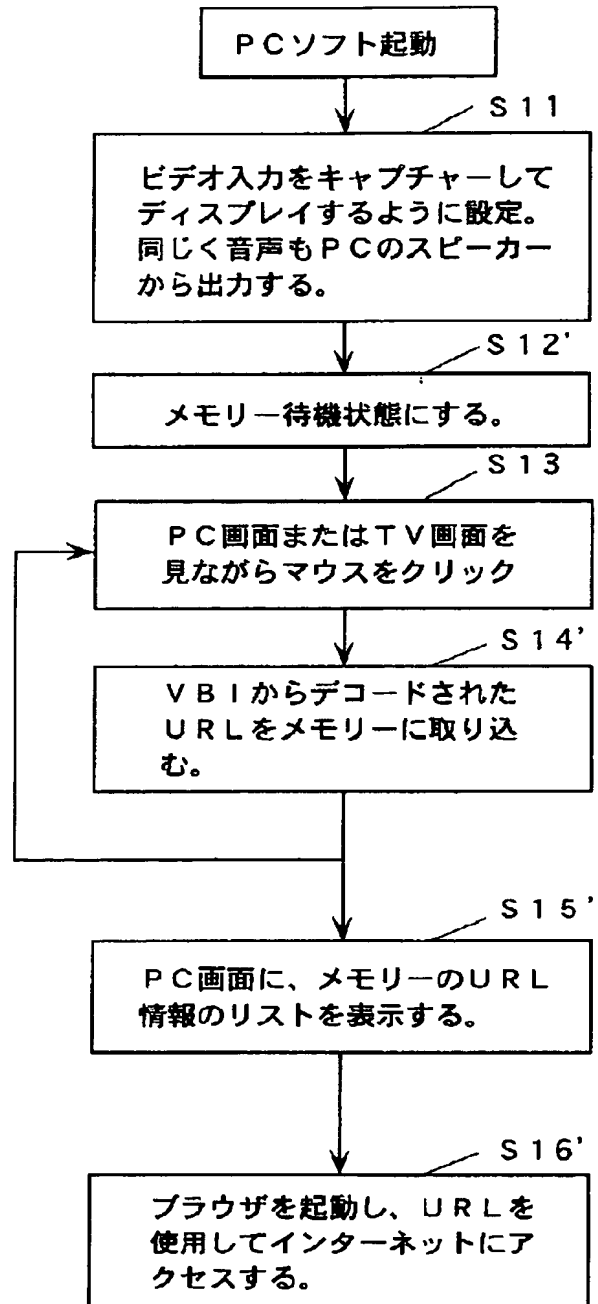 ＰＣソフト起動
Ｓ１１
ビデオ入力をキャプチャーして
ディスプレイするように設定。
同じく音声もＰＣのスピーカー
から出力する。
Ｓ１２'
メモリー待機状態にする。
Ｓ１３
ＰＣ画面またはＴＶ画面を
見ながらマウスをクリック
Ｓ１４'
ＶＢＩからデコードされた
ＵＲＬをメモリーに取り込
む。
Ｓ１５'
ＰＣ画面に、メモリーのＵＲＬ
情報のリストを表示する。
Ｓ１６'
ブラウザを起動し、ＵＲＬを
使用してインターネットにア
クセスする。